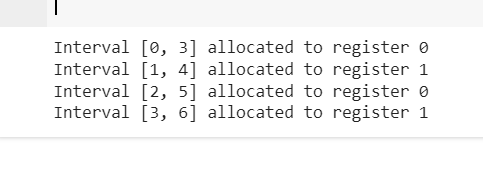 Interval [0, 3] allocated to register 0
Interval [1, 4] allocated to register 1
Interval [2, 5] allocated to register 0
Interval [3, 6] allocated to register 1